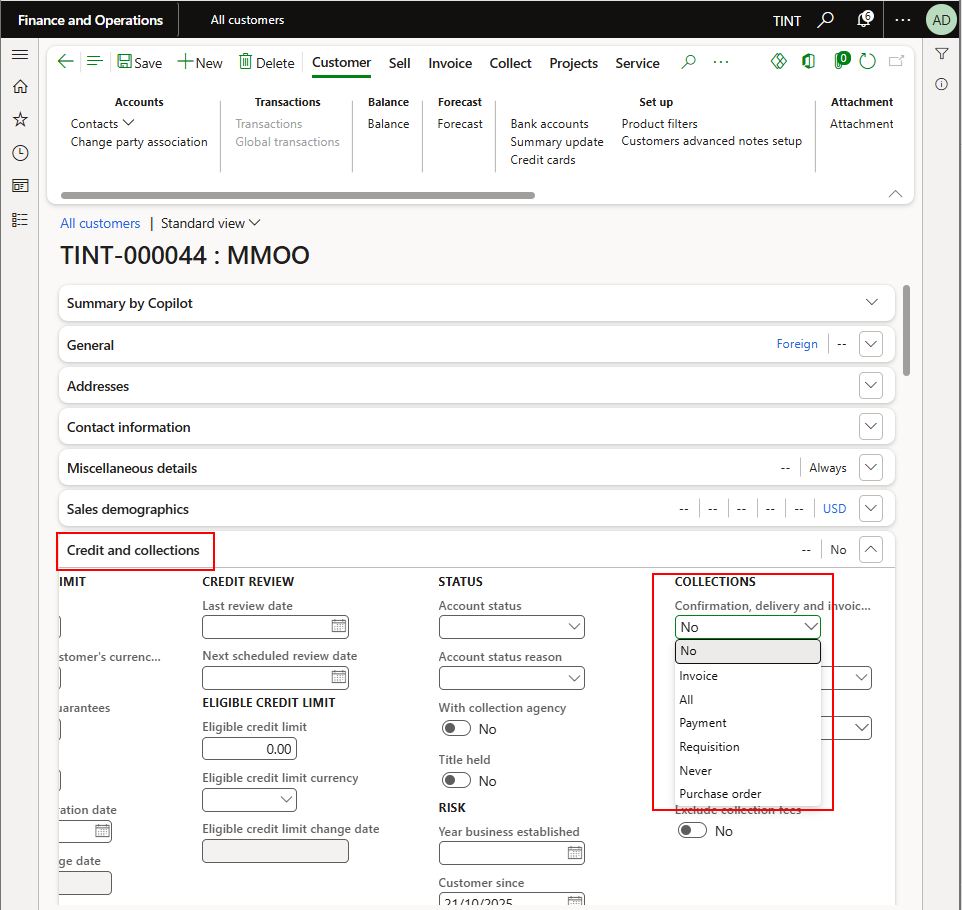 Finance and Operations
All customers
TINT
6
AD
Save
New
Delete
Customer
Sell
Invoice
Collect
Projects
Service
0
Accounts
Contacts
Change party association
Transactions
Transactions
Global transactions
Balance
Balance
Forecast
Forecast
Set up
Bank accounts
Summary update
Credit cards
Product filters
Customers advanced notes setup
Attachment
Attachment
All customers | Standard view
TINT-000044 : MMOO
Summary by Copilot
General Foreign --
Addresses
Contact information
Miscellaneous details -- Always
Sales demographics -- -- -- -- -- USD
Credit and collections -- No
IMIT
stomer's currenc...
uarantees
ration date
ge date
CREDIT REVIEW
Last review date
Next scheduled review date
ELIGIBLE CREDIT LIMIT
Eligible credit limit
0.00
Eligible credit limit currency
Eligible credit limit change date
STATUS
Account status
Account status reason
With collection agency
No
Title held
No
RISK
Year business established
Customer since
21/10/2025
COLLECTIONS
Confirmation, delivery and invoic...
No
No
Invoice
All
Payment
Requisition
Never
Purchase order
Exclude collection fees
No